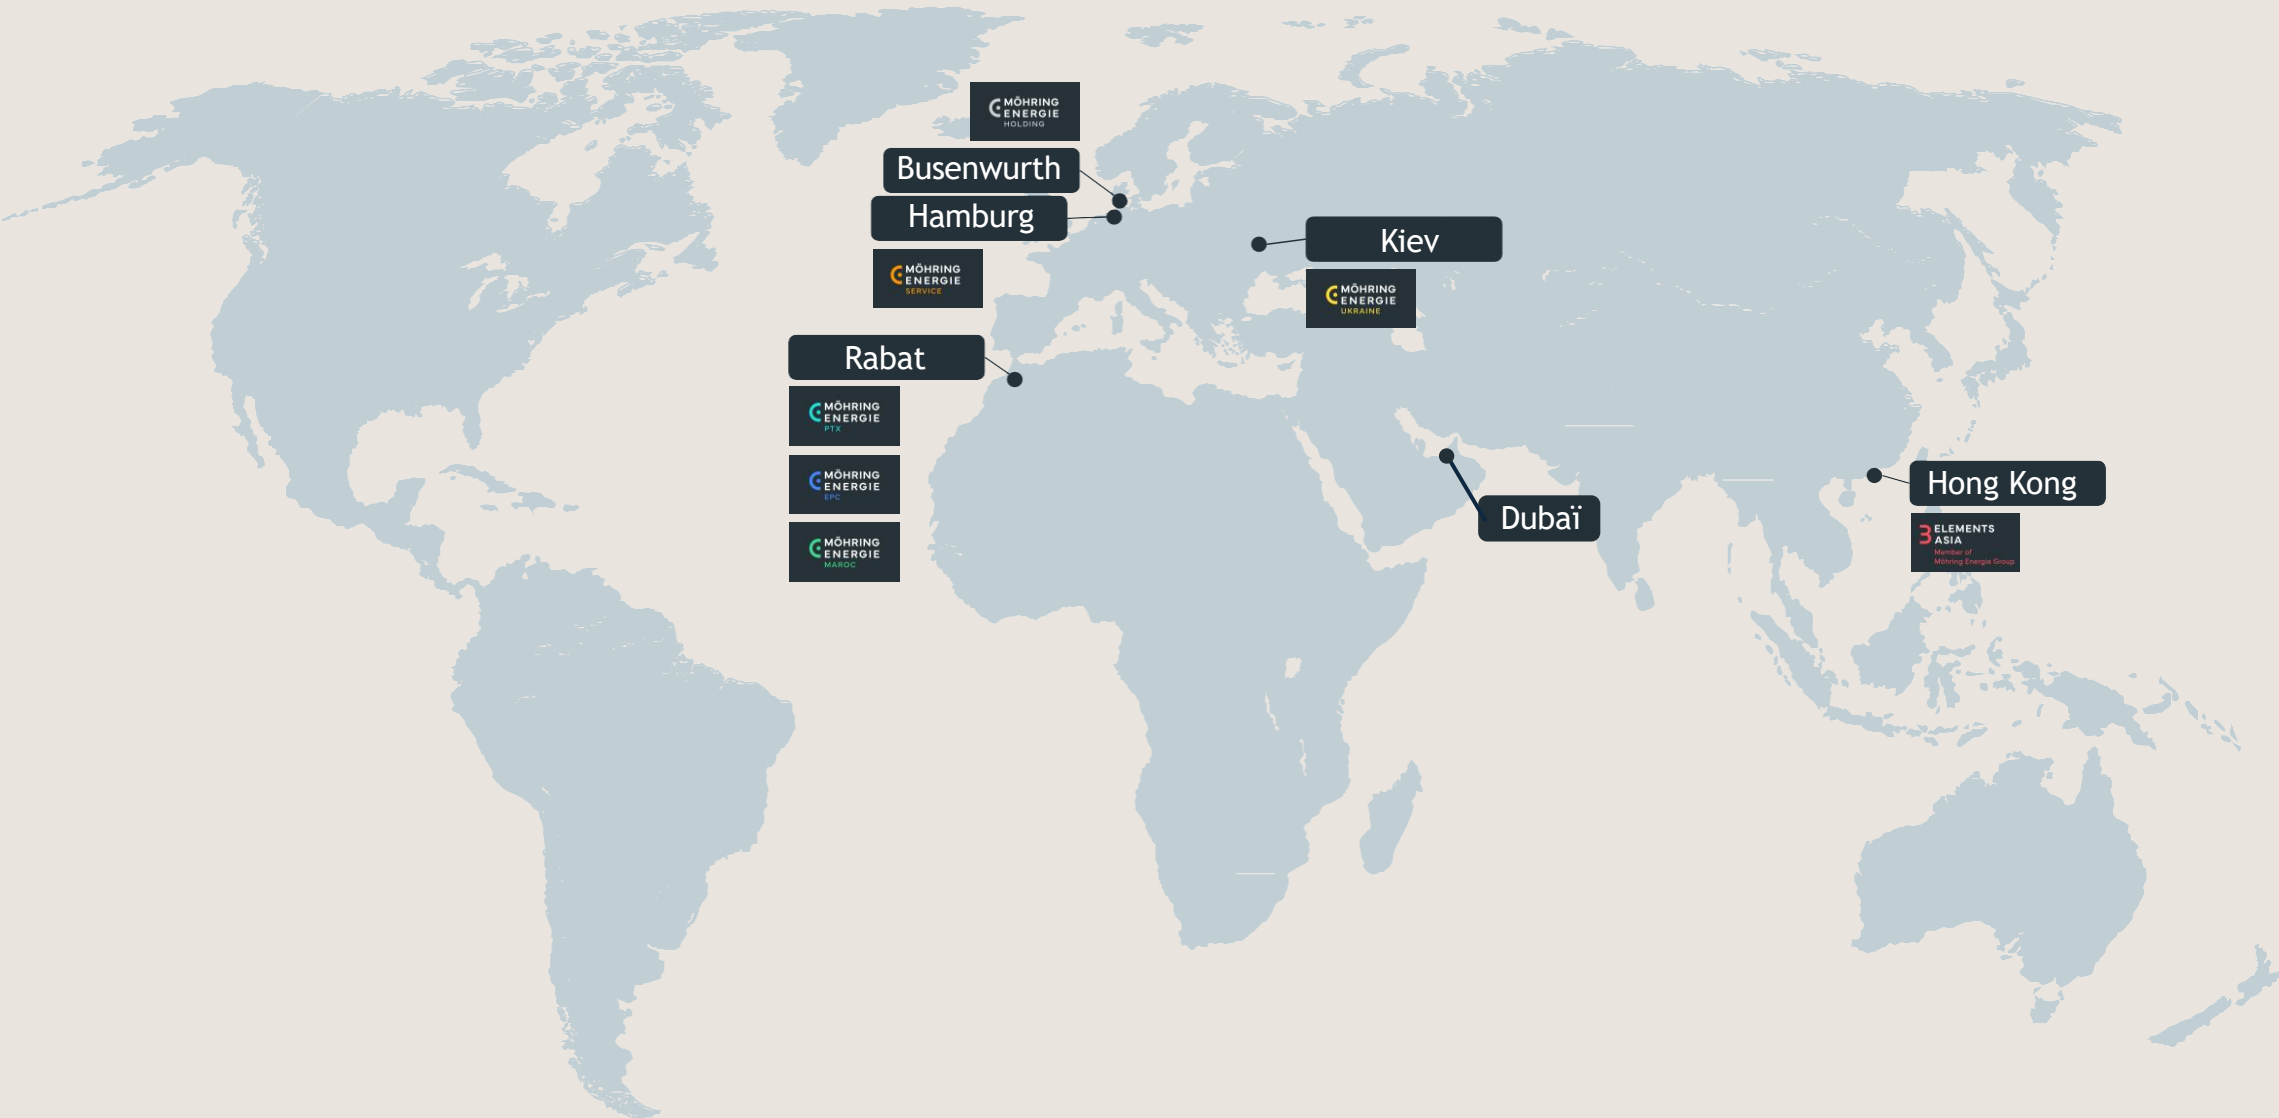 MÖHRING
ENERGIE
HOLDING
Busenwurth
Hamburg
MÖHRING
ENERGIE
SERVICE
Kiev
MÖHRING
ENERGIE
UKRAINE
Rabat
MÖHRING
ENERGIE
PTX
MÖHRING
ENERGIE
EPC
MÖHRING
ENERGIE
MAROC
Dubaï
Hong Kong
3 ELEMENTS
ASIA
Member of
Möhring Energie Group